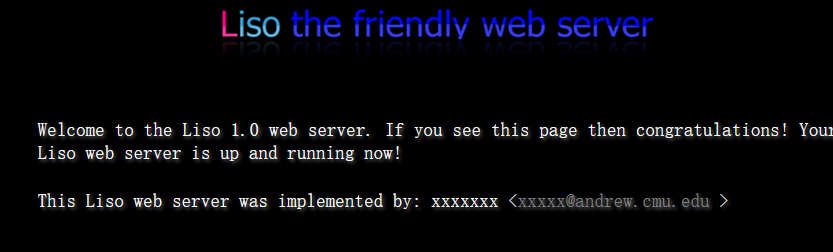 Liso the friendly web server
Welcome to the Liso 1.0 web server. If you see this page then congratulations! Your
Liso web server is up and running now!
This Liso web server was implemented by: xxxxxxx <xxxxx@andrew.cmu.edu >